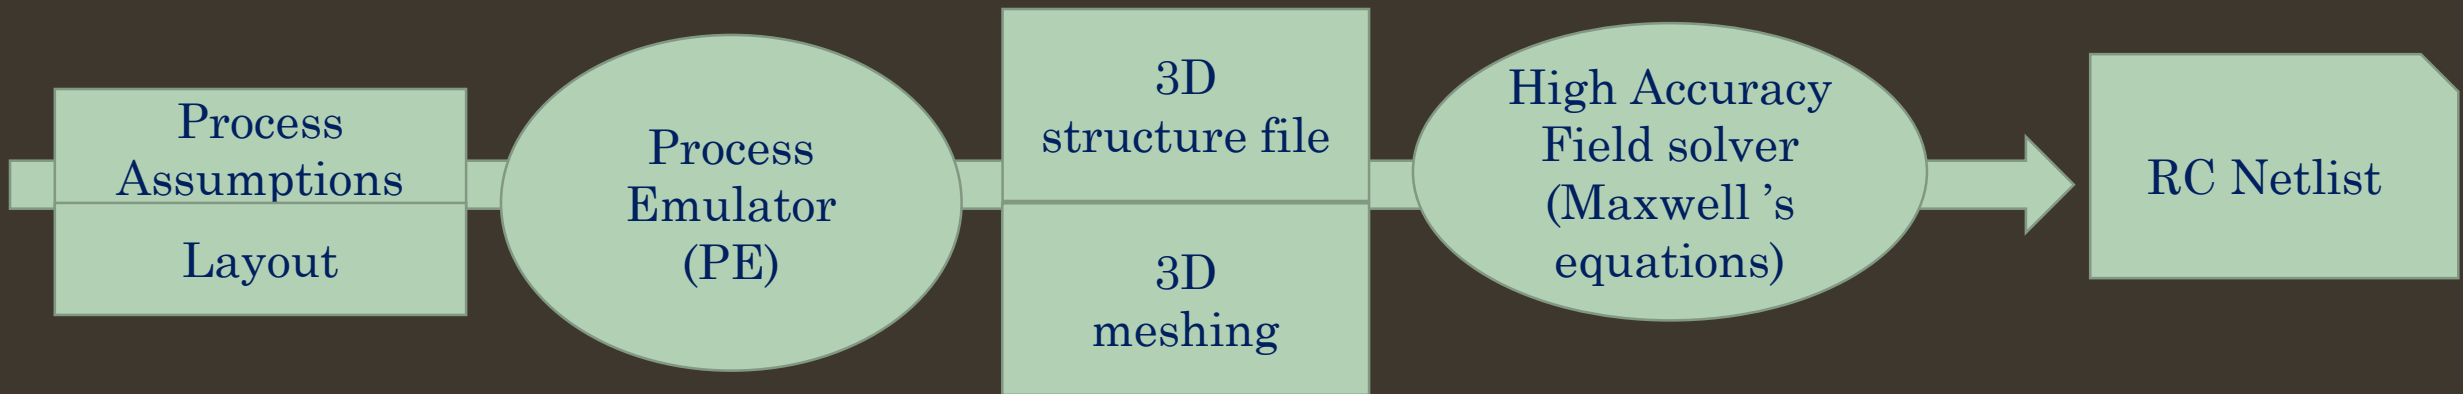 Process
Assumptions
Layout
Process
Emulator
(PE)
3D
structure file
3D
meshing
High Accuracy
Field solver
(Maxwell ’s
equations)
RC Netlist